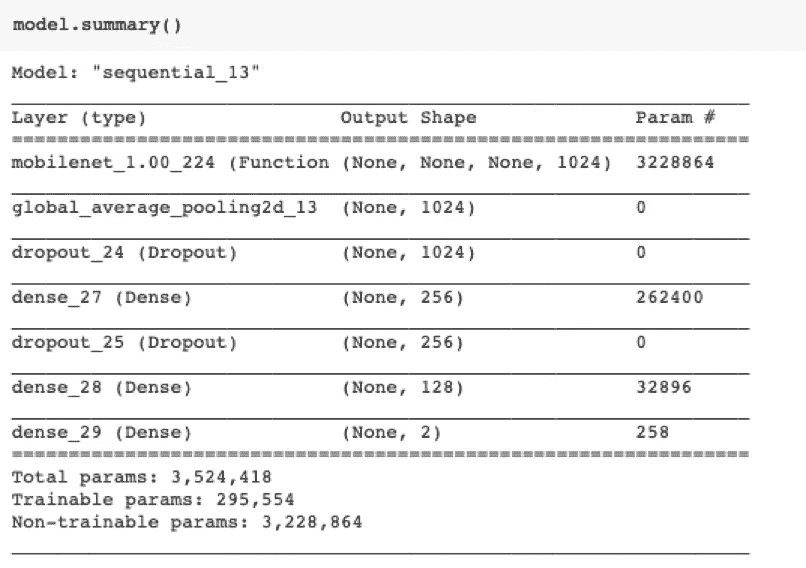 model.summary()
Model: "sequential_13"
Layer (type) Output Shape Param #
mobilenet_1.00_224 (Function (None, None, None, 1024) 3228864
global_average_pooling2d_13 (None, 1024) 0
dropout_24 (Dropout) (None, 1024) 0
dense_27 (Dense) (None, 256) 262400
dropout_25 (Dropout) (None, 256) 0
dense_28 (Dense) (None, 128) 32896
dense_29 (Dense) (None, 2) 258
Total params: 3,524,418
Trainable params: 295,554
Non-trainable params: 3,228,864